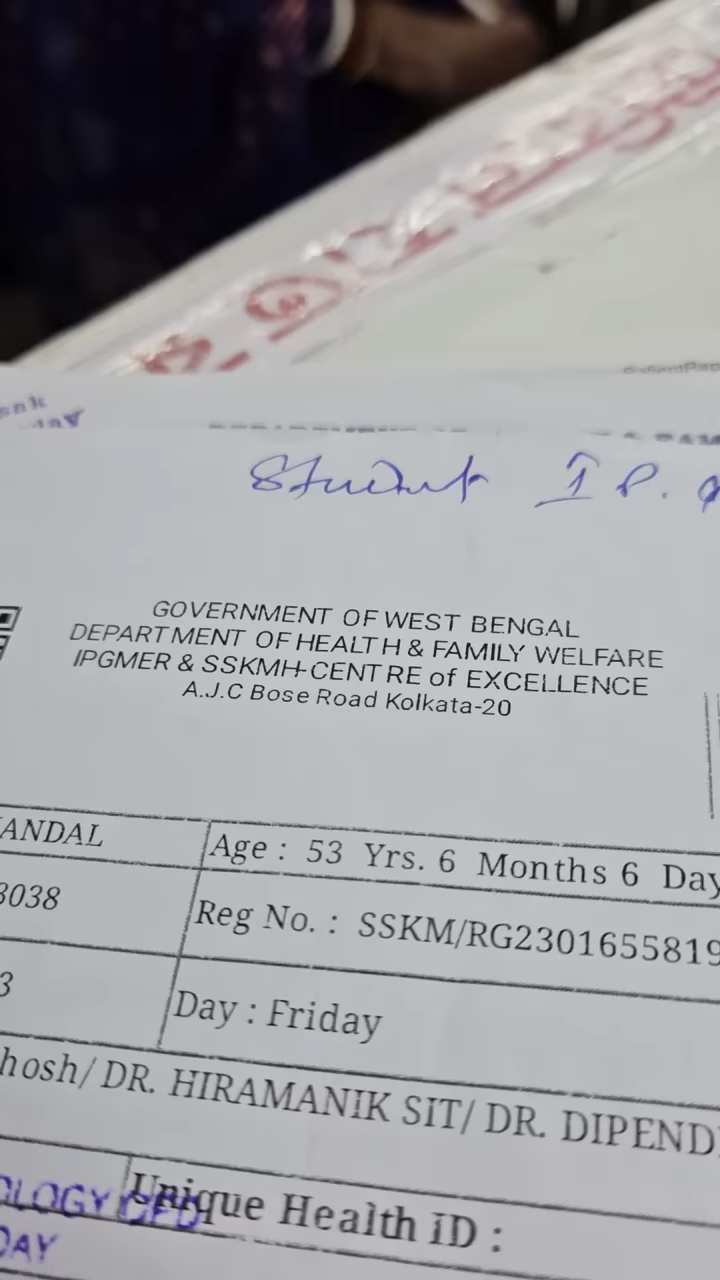 Student
GOVERNMENT OF WEST BENGAL
DEPARTMENT OF HEALTH & FAMILY WELFARE
IPGMER & SSKMH-CENTRE of EXCELLENCE
A.J.C Bose Road Kolkata-20
ANDAL
Age : 53 Yrs. 6 Months 6 Day
3038
Reg No. : SSKM/RG2301655819
3
Day : Friday
hosh/ DR. HIRAMANIK SIT/ DR. DIPEND
OLOGY OPD
Unique Health ID :
DAY